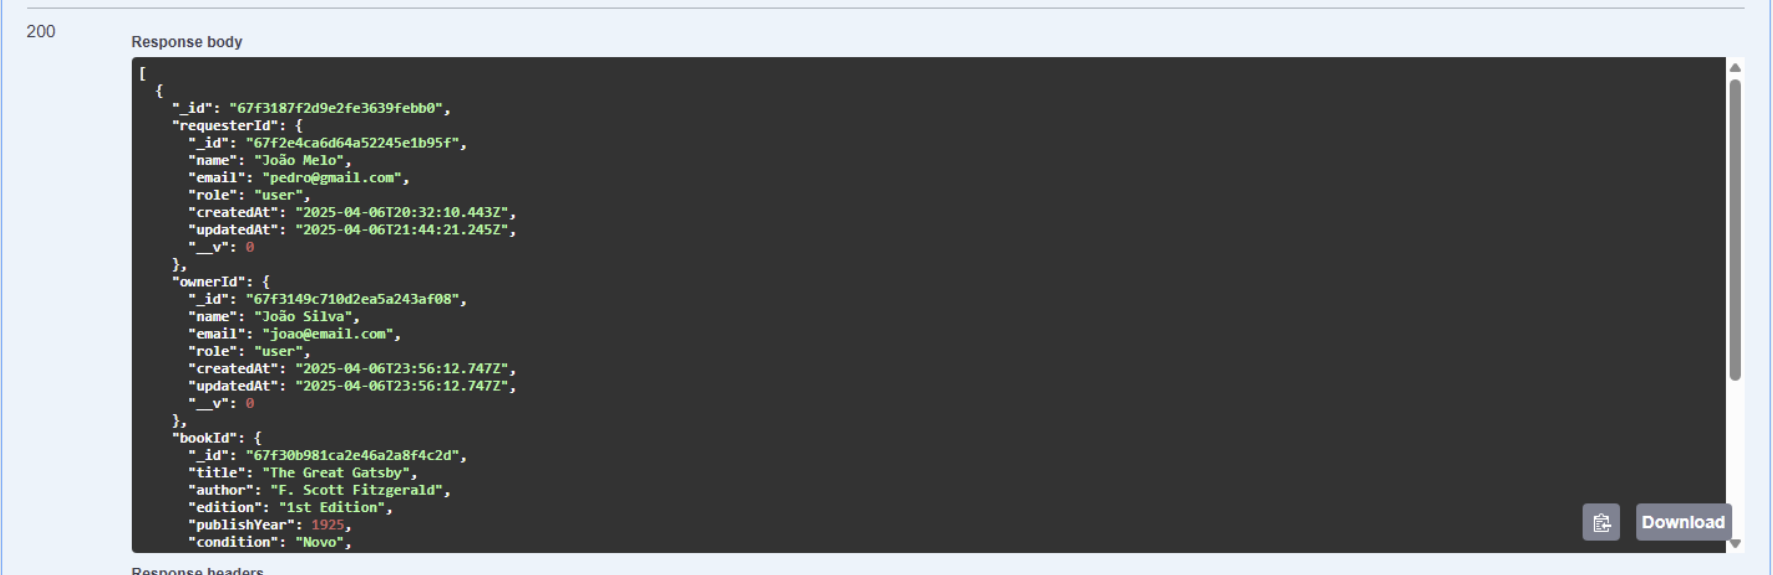 200
Response body
[
{
"_id": "67f3187f2d9e2fe3639febb0",
"requesterId": {
"_id": "67f2e4ca6d64a52245e1b95f",
"name": "João Melo",
"email": "pedro@gmail.com",
"role": "user",
"createdAt": "2025-04-06T20:32:10.443Z",
"updatedAt": "2025-04-06T21:44:21.245Z",
"__v": 0
},
"ownerId": {
"_id": "67f3149c710d2ea5a243af08",
"name": "João Silva",
"email": "joao@email.com",
"role": "user",
"createdAt": "2025-04-06T23:56:12.747Z",
"updatedAt": "2025-04-06T23:56:12.747Z",
"__v": 0
},
"bookId": {
"_id": "67f30b981ca2e46a2a8f4c2d",
"title": "The Great Gatsby",
"author": "F. Scott Fitzgerald",
"edition": "1st Edition",
"publishYear": 1925,
"condition": "Novo",
Download
Response headers